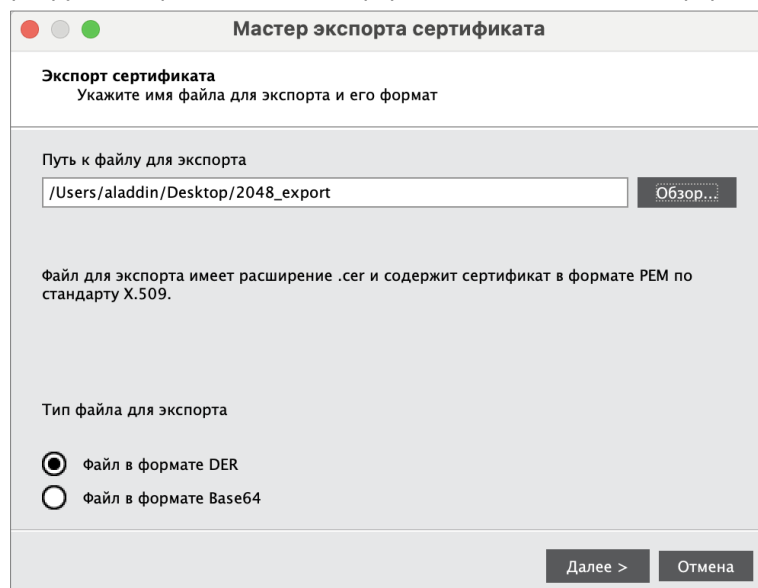 Мастер экспорта сертификата
Экспорт сертификата
Укажите имя файла для экспорта и его формат
Путь к файлу для экспорта
/Users/aladdin/Desktop/2048_export
Обзор...
Файл для экспорта имеет расширение .cer и содержит сертификат в формате PEM по
стандарту X.509.
Тип файла для экспорта
Файл в формате DER
Файл в формате Base64
Далее >
Отмена